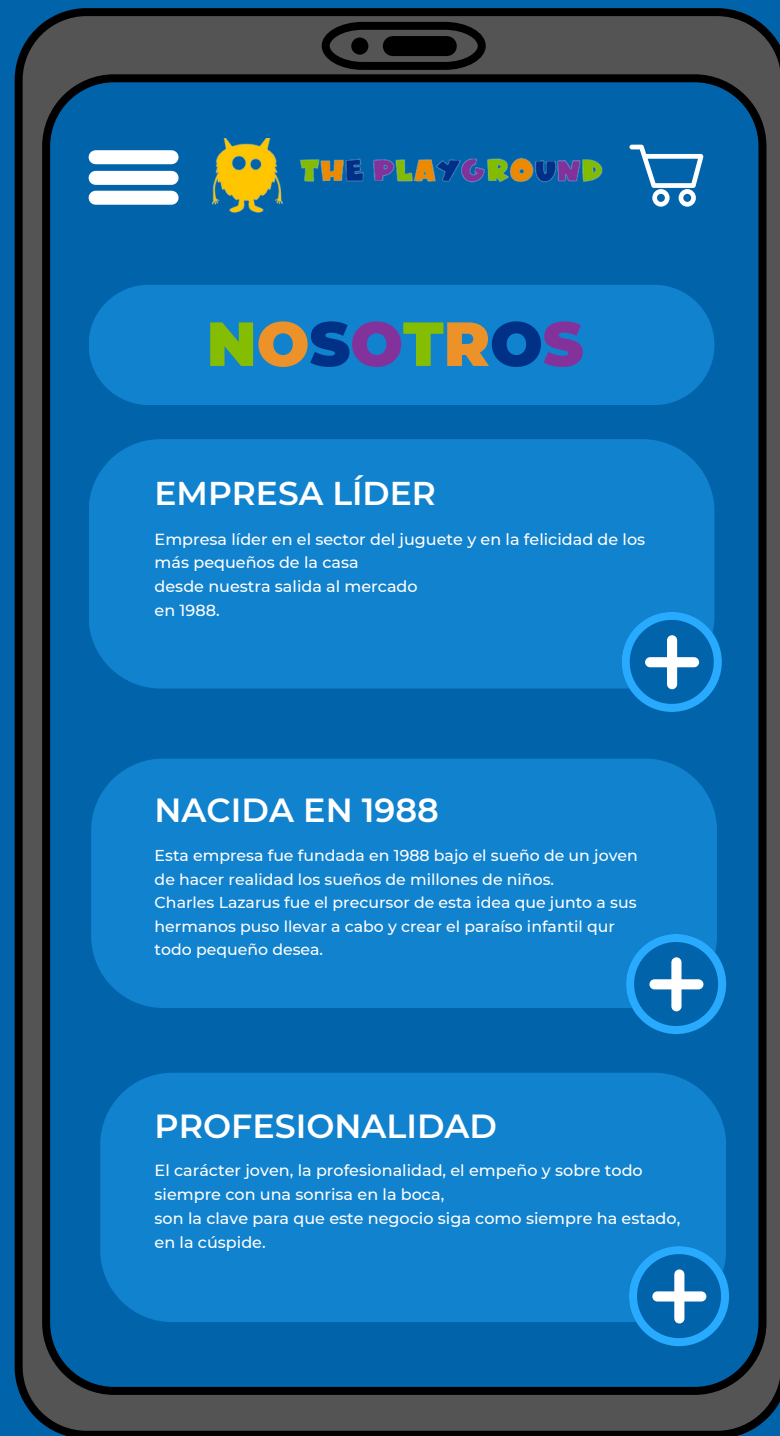 THE PLAYGROUND
NOSOTROS
EMPRESA LÍDER
Empresa líder en el sector del juguete y en la felicidad de los
más pequeños de la casa
desde nuestra salida al mercado
en 1988.
NACIDA EN 1988
Esta empresa fue fundada en 1988 bajo el sueño de un joven
de hacer realidad los sueños de millones de niños.
Charles Lazarus fue el precursor de esta idea que junto a sus
hermanos puso llevar a cabo y crear el paraíso infantil qur
todo pequeño desea.
PROFESIONALIDAD
El carácter joven, la profesionalidad, el empeño y sobre todo
siempre con una sonrisa en la boca,
son la clave para que este negocio siga como siempre ha estado,
en la cúspide.